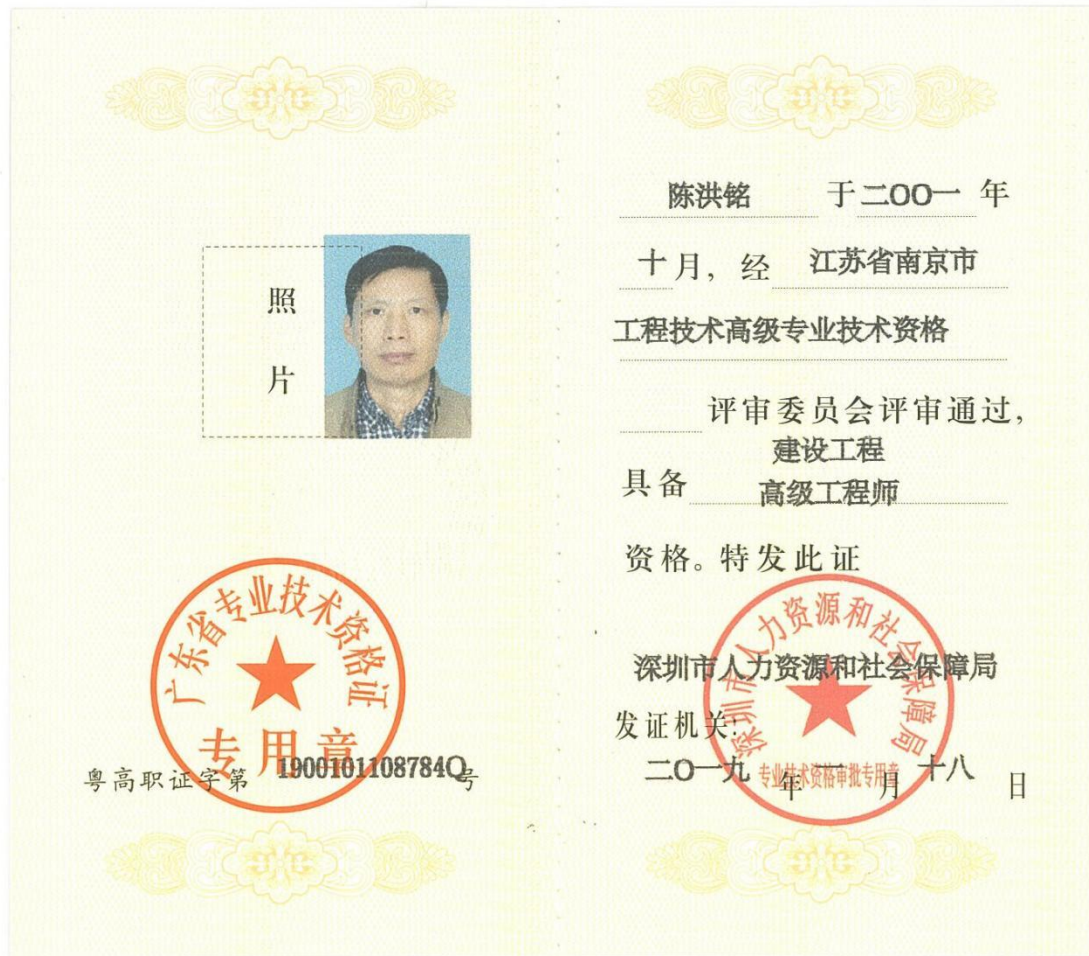 照
片
广东省专业技术资格证
专用章
粤高职证字第1900101108784Q号
陈洪铭 于二OO一年
十月，经 江苏省南京市
工程技术高级专业技术资格
评审委员会评审通过，
建设工程
具备 高级工程师
资格。特发此证
深圳市人力资源和社会保障局
深圳市人力资源和社会保障局
发证机关：
专业技术资格审批专用章
二O一九年一月十八日